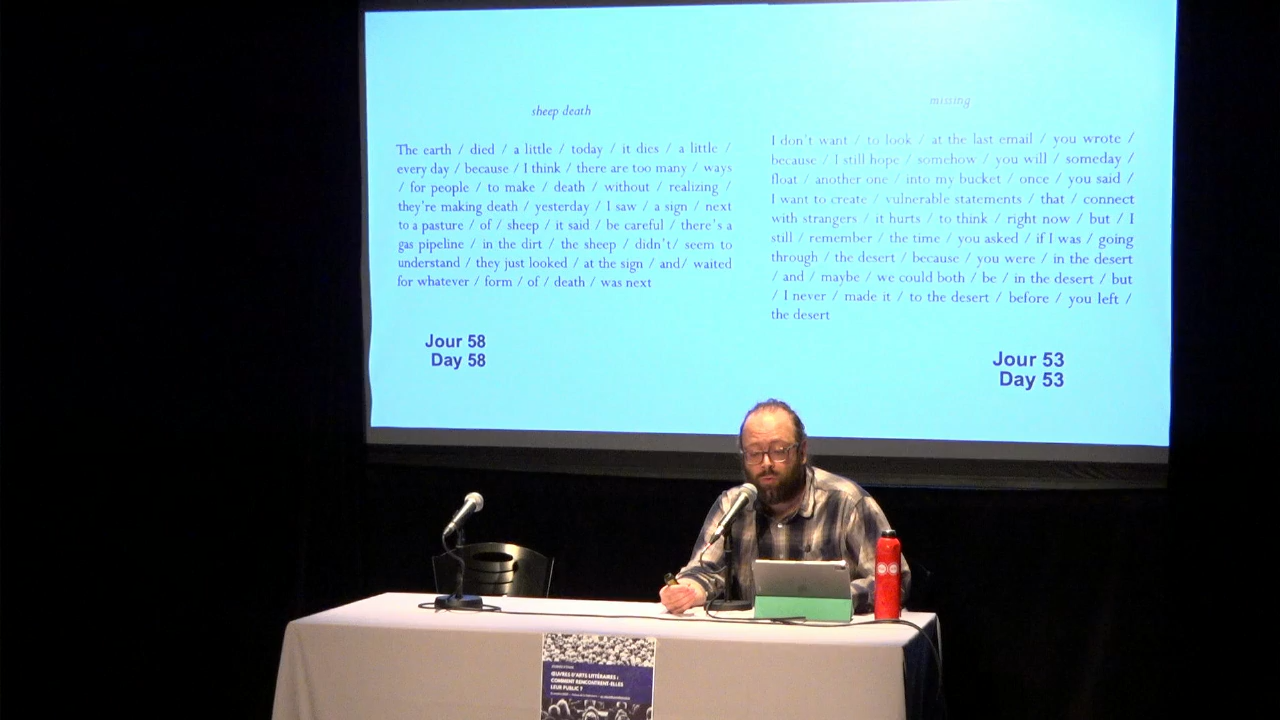 sheep death
The earth / died / a little / today / it dies / a little /
every day / because / I think / there are too many / ways
/ for people / to make / death / without / realizing /
they're making death / yesterday / I saw / a sign / next
to a pasture / of / sheep / it said / be careful / there's a
gas pipeline / in the dirt / the sheep / didn't/ seem to
understand / they just looked / at the sign / and/ waited
for whatever / form / of / death / was next
Jour 58
Day 58
missing
I don't want / to look / at the last email / you wrote /
because / I still hope / somehow / you will / someday /
float / another one / into my bucket / once / you said /
I want to create / vulnerable statements / that / connect
with strangers / it hurts / to think / right now / but / I
still / remember / the time / you asked / if I was / going
through / the desert / because / you were / in the desert
/ and / maybe / we could both / be / in the desert / but
/ I never / made it / to the desert / before / you left /
the desert
Jour 53
Day 53
ŒUVRES D'ARTS LITTÉRAIRES :
COMMENT RENCONTRENT-ELLES
LEUR PUBLIC ?